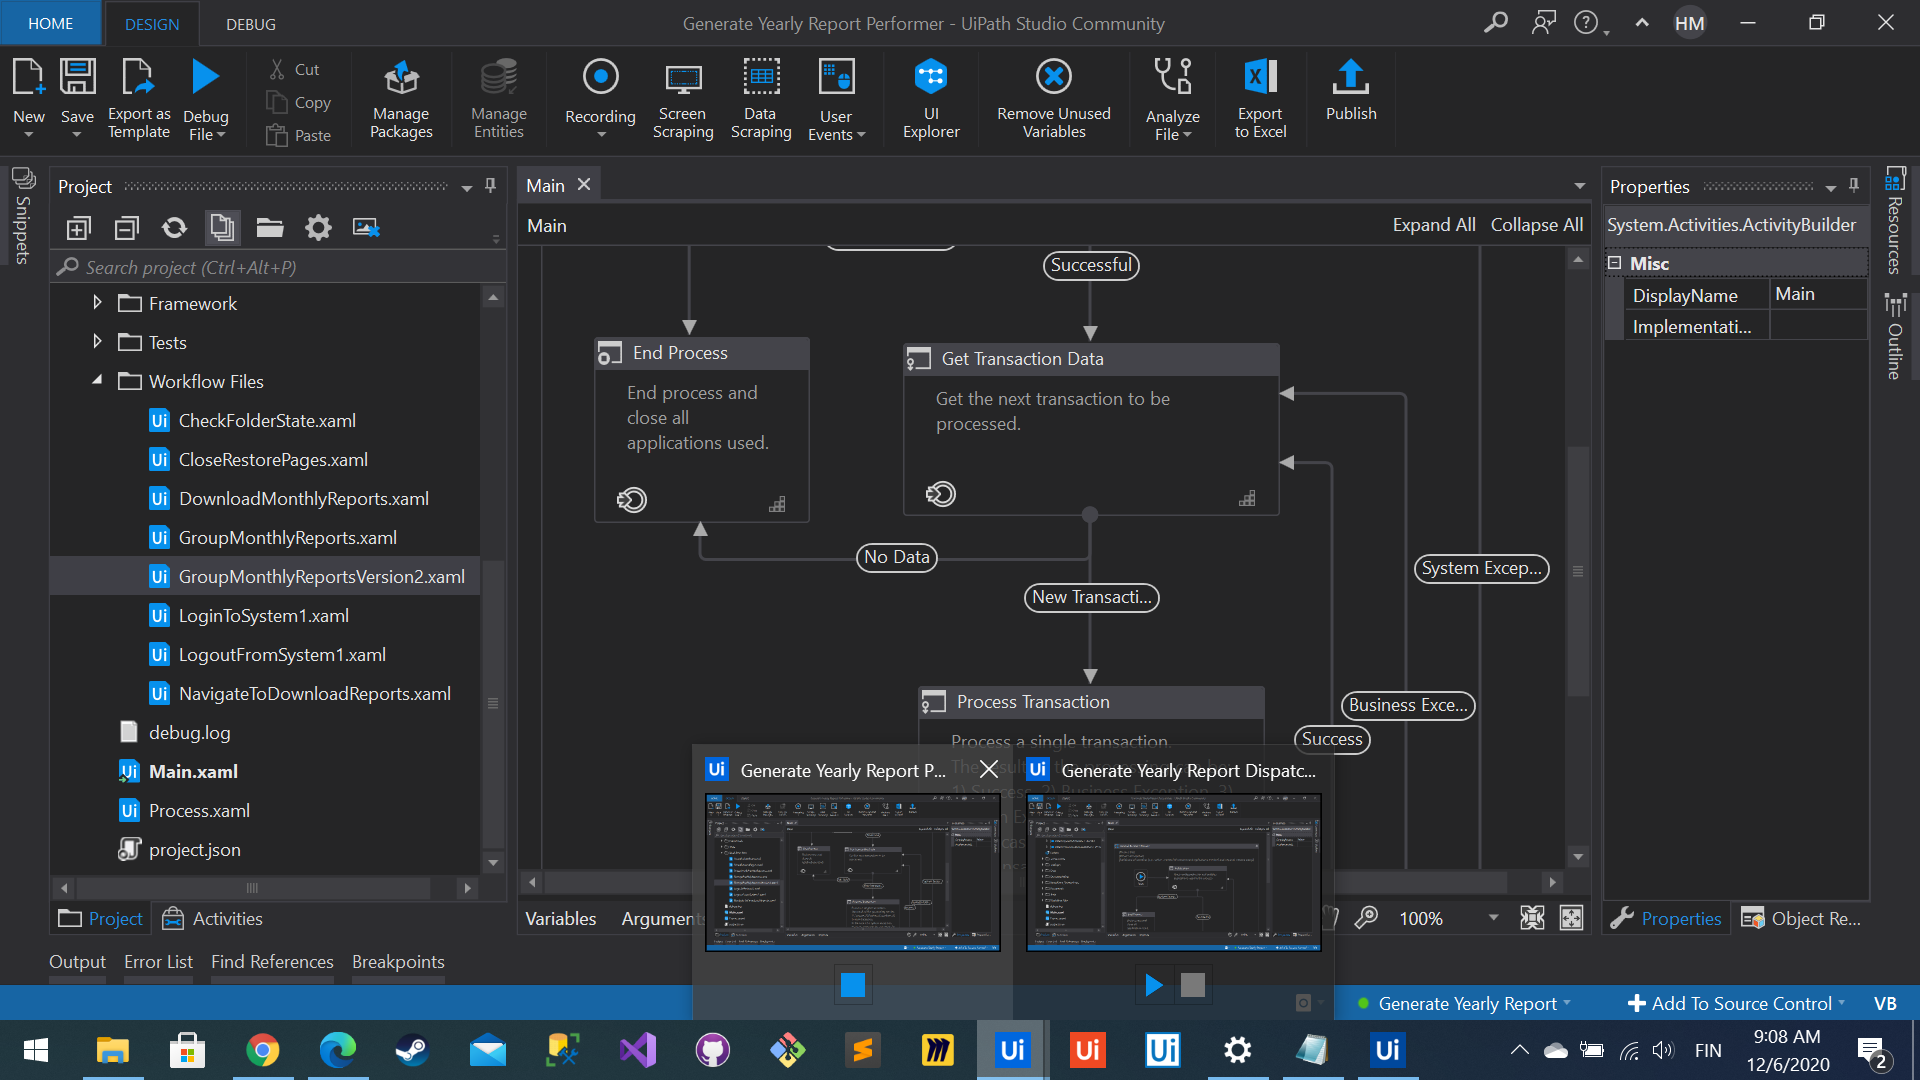 HOME
DESIGN
DEBUG
Generate Yearly Report Performer - UiPath Studio Community
HM
New
Save
Export as Template
Debug File
Cut
Copy
Paste
Manage Packages
Manage Entities
Recording
Screen Scraping
Data Scraping
User Events
UI Explorer
Remove Unused Variables
Analyze File
Export to Excel
Publish
Snippets
Project
Search project (Ctrl+Alt+P)
Framework
Tests
Workflow Files
CheckFolderState.xaml
CloseRestorePages.xaml
DownloadMonthlyReports.xaml
GroupMonthlyReports.xaml
GroupMonthlyReportsVersion2.xaml
LoginToSystem1.xaml
LogoutFromSystem1.xaml
NavigateToDownloadReports.xaml
debug.log
Main.xaml
Process.xaml
project.json
Project
Activities
Main
Main
Expand All
Collapse All
Successful
End Process
End process and
close all
applications used.
Get Transaction Data
Get the next transaction to be
processed.
No Data
New Transacti...
System Excep...
Business Exce...
Success
Process Transaction
Process a single transaction.
Variables
Argument
100%
Properties
System.Activities.ActivityBuilder
Misc
DisplayName
Main
Implementati...
Resources
Outline
Properties
Object Re...
Generate Yearly Report P...
Generate Yearly Report Dispatc...
Output
Error List
Find References
Breakpoints
Generate Yearly Report
Add To Source Control
VB
FIN
9:08 AM
12/6/2020
2